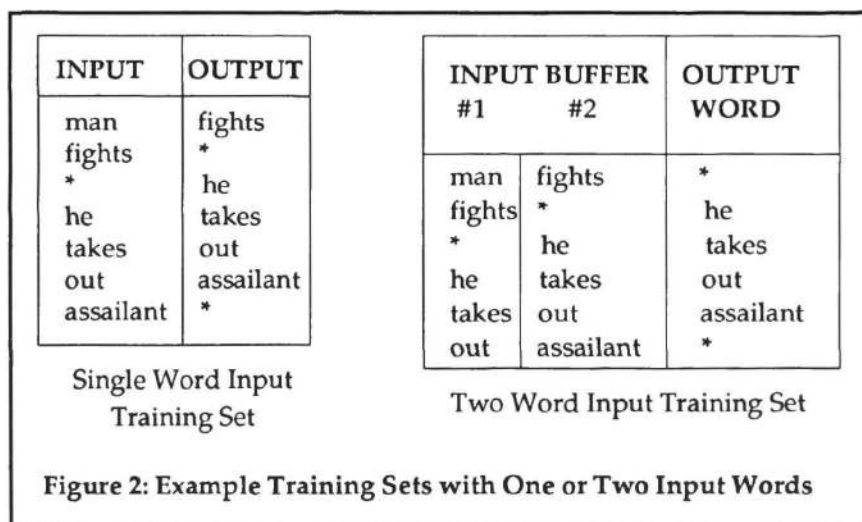 INPUT OUTPUT
man fights
fights *
* he
he takes
takes out
out assailant
assailant *
Single Word Input
Training Set
INPUT BUFFER OUTPUT
#1 #2 WORD
man fights *
fights * he
* he takes
he takes out
takes out assailant
out assailant *
Two Word Input Training Set
Figure 2: Example Training Sets with One or Two Input Words